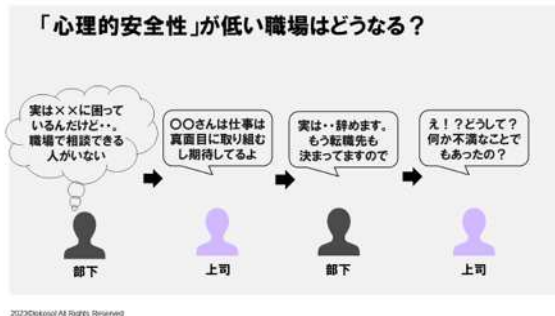 「心理的安全性」が低い職場はどうなる？
実は××に困って
いるんだけど・・。
職場で相談できる
人がいない
〇〇さんは仕事は
真面目に取り組む
し期待してるよ
実は・・辞めます。
もう転職先も
決まってますので
え！？どうして？
何か不満なことで
もあったの？
部下
上司
部下
上司
All Rights Reserved